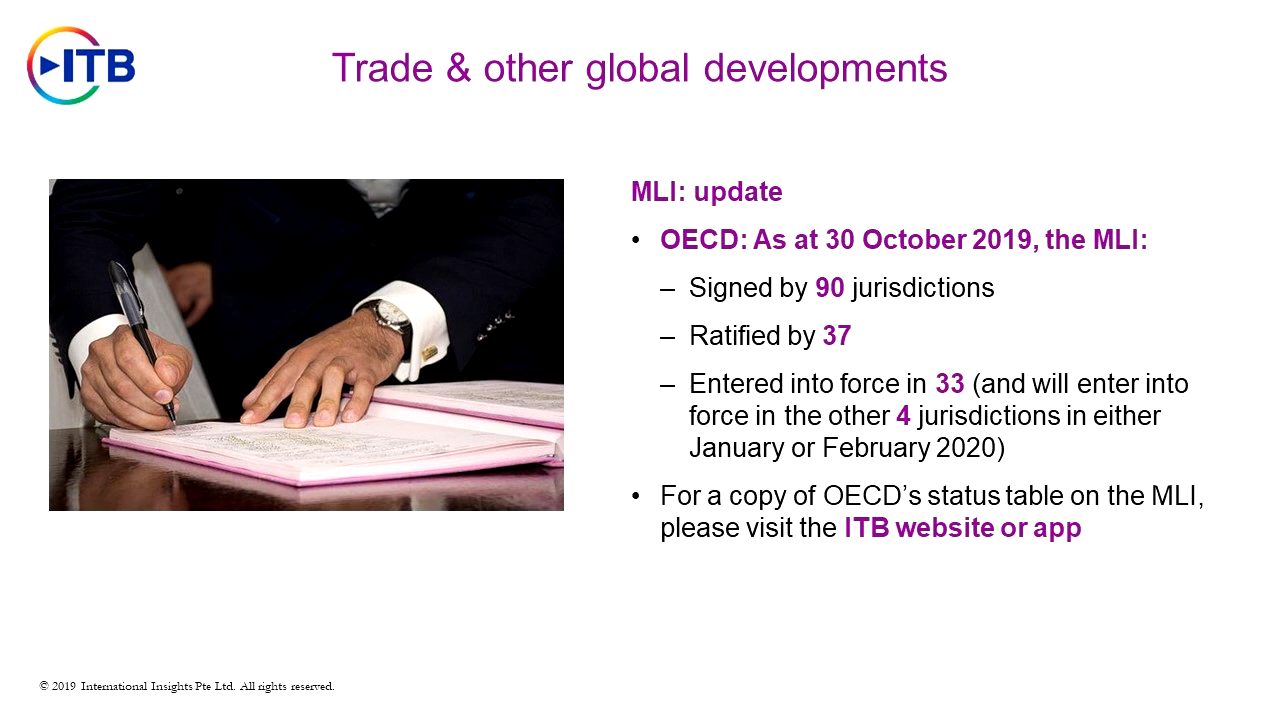 ITB
Trade & other global developments
MLI: update
• OECD: As at 30 October 2019, the MLI:
– Signed by 90 jurisdictions
– Ratified by 37
– Entered into force in 33 (and will enter into
force in the other 4 jurisdictions in either
January or February 2020)
• For a copy of OECD’s status table on the MLI,
please visit the ITB website or app
© 2019 International Insights Pte Ltd. All rights reserved.